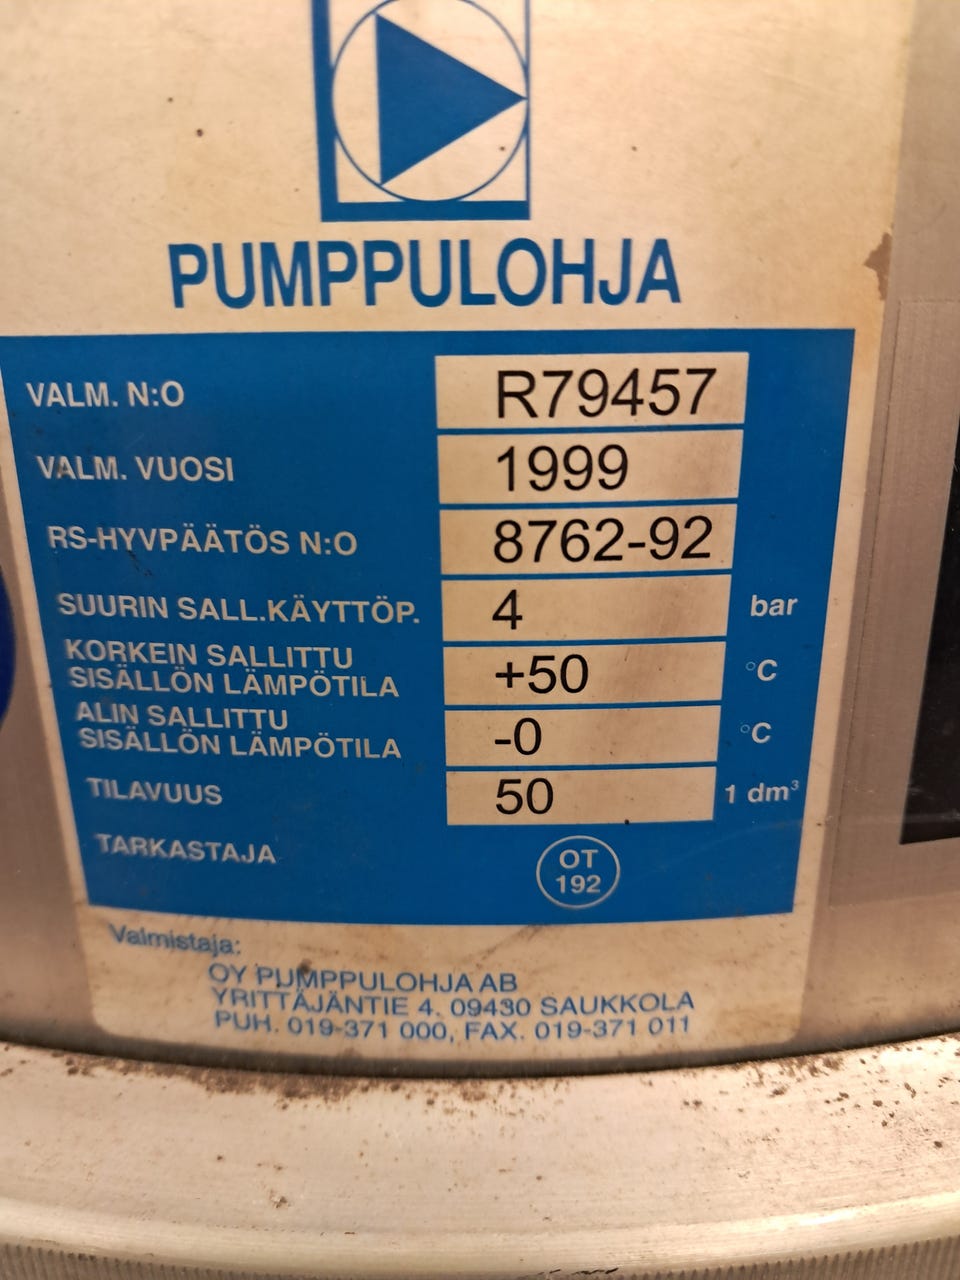 PUMPPULOHJA
VALM. N:O R79457
VALM. VUOSI 1999
RS-HYVPÄÄTÖS N:O 8762-92
SUURIN SALL.KÄYTTÖP. 4 bar
KORKEIN SALLITTU
SISÄLLÖN LÄMPÖTILA +50 °C
ALIN SALLITTU
SISÄLLÖN LÄMPÖTILA -0 °C
TILAVUUS 50 1 dm³
TARKASTAJA OT
192
Valmistaja:
OY PUMPPULOHJA AB
YRITTÄJÄNTIE 4. 09430 SAUKKOLA
PUH. 019-371 000, FAX. 019-371 011